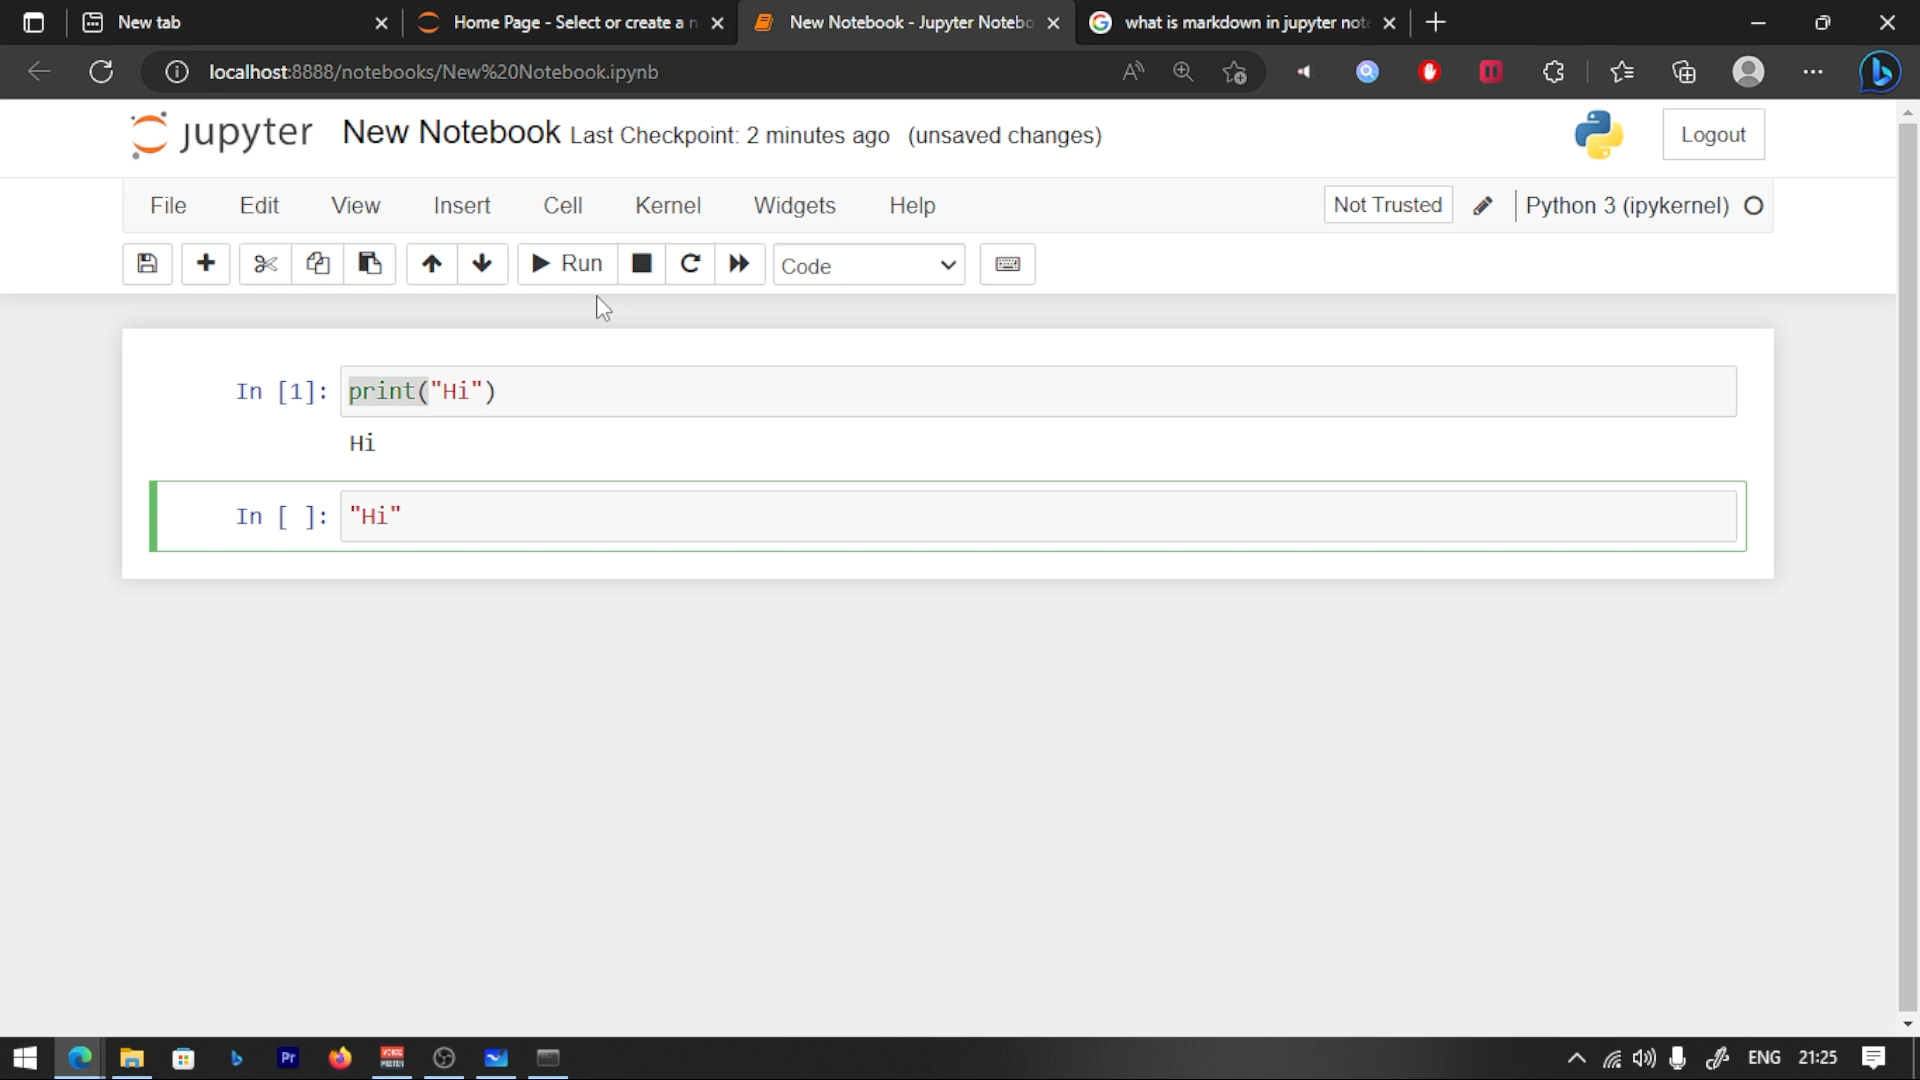 New tab
Home Page - Select or create a n
New Notebook - Jupyter Notebo
what is markdown in jupyter not
localhost:8888/notebooks/New%20Notebook.ipynb
jupyter New Notebook Last Checkpoint: 2 minutes ago (unsaved changes)
Logout
File Edit View Insert Cell Kernel Widgets Help
Not Trusted
Python 3 (ipykernel)
Run
Code
In [1]: print("Hi")
Hi
In [ ]: "Hi"
Pr
ENG 21:25